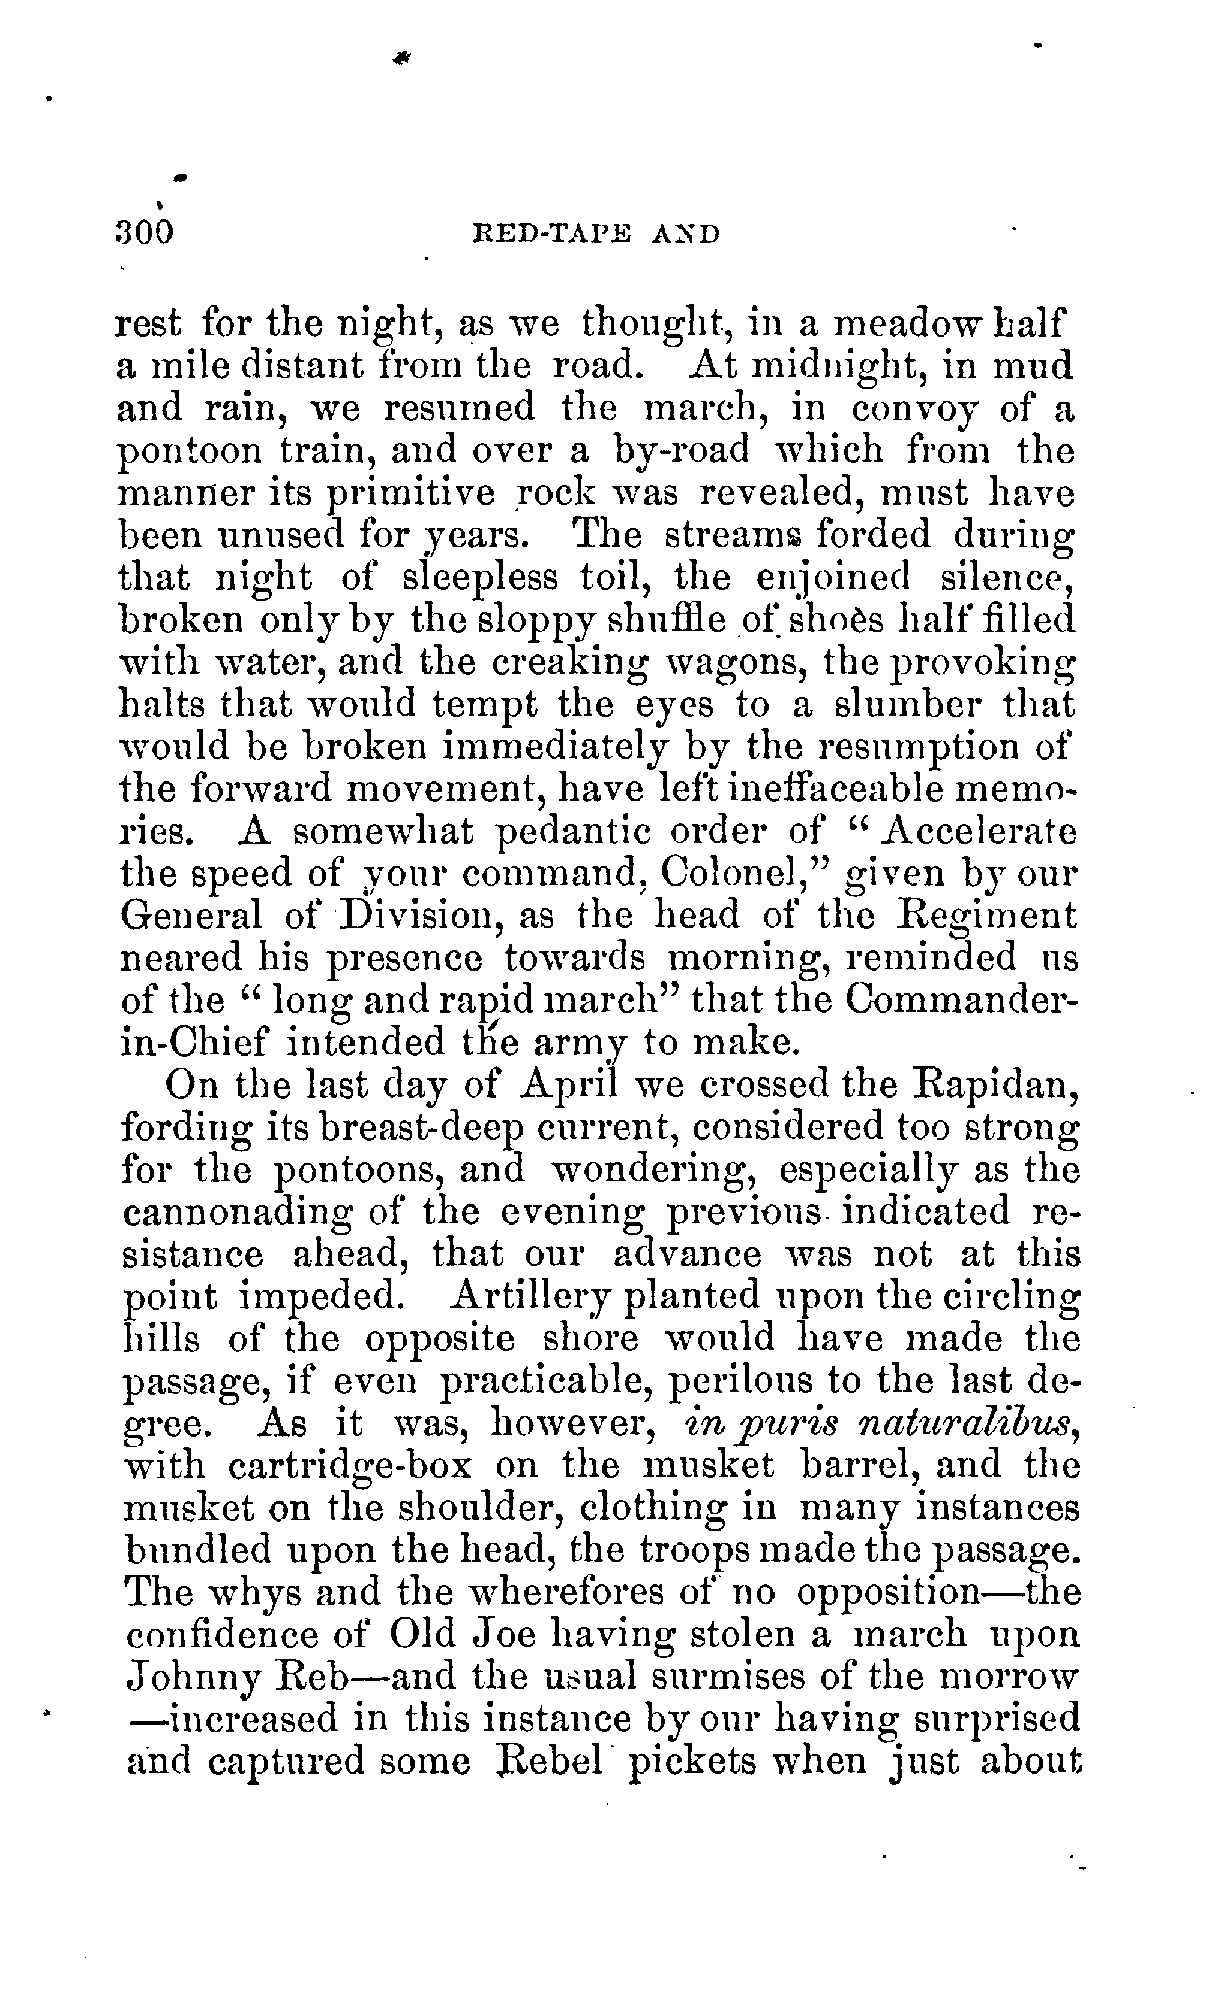 300 RED-TAPE AND
rest for the night, as we thought, in a meadow half
a mile distant from the road. At midnight, in mud
and rain, we resumed the march, in convoy of a
pontoon train, and over a by-road which from the
manner its primitive rock was revealed, must have
been unused for years. The streams forded during
that night of sleepless toil, the enjoined silence,
broken only by the sloppy shuffle of shoes half filled
with water, and the creaking wagons, the provoking
halts that would tempt the eyes to a slumber that
would be broken immediately by the resumption of
the forward movement, have left ineffaceable memo-
ries. A somewhat pedantic order of “ Accelerate
the speed of your command, Colonel,” given by our
General of Division, as the head of the Regiment
neared his presence towards morning, reminded us
of the “ long and rapid march” that the Commander-
in-Chief intended the army to make.
On the last day of April we crossed the Rapidan,
fording its breast-deep current, considered too strong
for the pontoons, and wondering, especially as the
cannonading of the evening previous indicated re-
sistance ahead, that our advance was not at this
point impeded. Artillery planted upon the circling
hills of the opposite shore would have made the
passage, if even practicable, perilous to the last de-
gree. As it was, however, in puris naturalibus,
with cartridge-box on the musket barrel, and the
musket on the shoulder, clothing in many instances
bundled upon the head, the troops made the passage.
The whys and the wherefores of no opposition—the
confidence of Old Joe having stolen a march upon
Johnny Reb—and the usual surmises of the morrow
—increased in this instance by our having surprised
and captured some Rebel pickets when just about